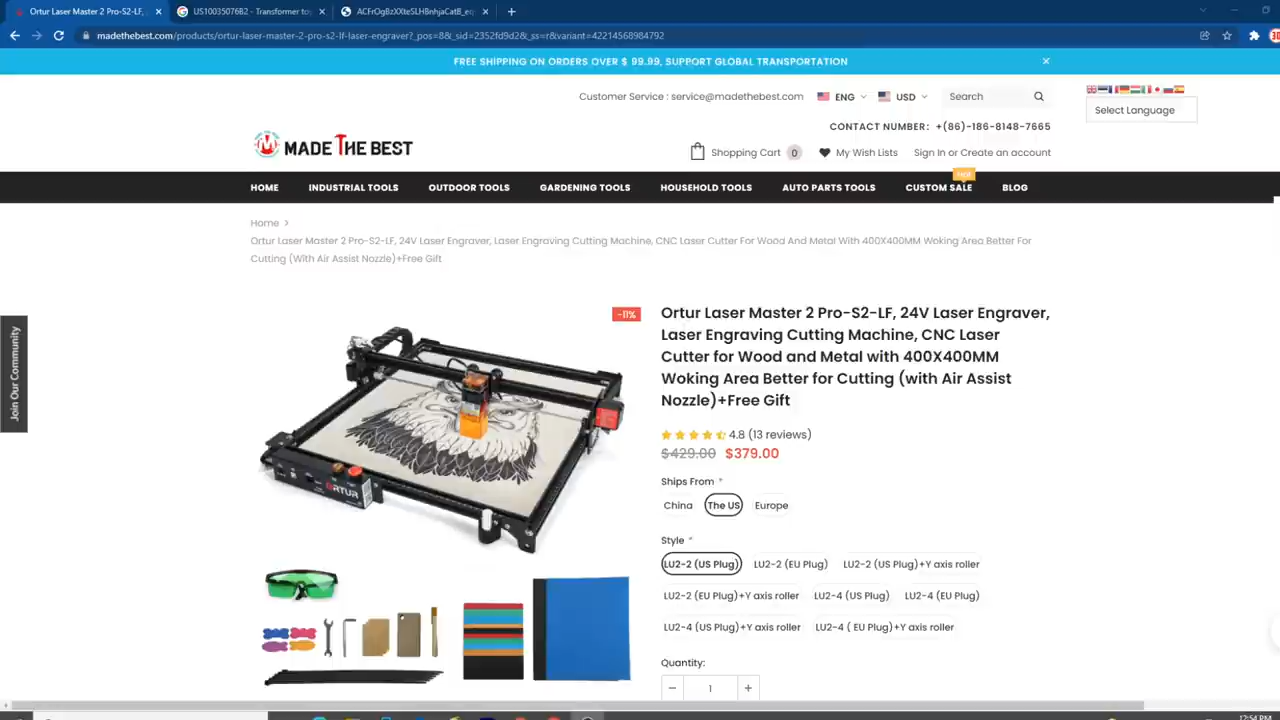 Ortur Laser Master 2 Pro-S2-LF,
US10035076B2 - Transformer to
ACFrOgBzXXteSLHBnhjaCatB_eq
madethebest.com/products/ortur-laser-master-2-pro-s2-lf-laser-engraver?_pos=8&_sid=2352fd9d2&_ss=r&variant=42214568984792
FREE SHIPPING ON ORDERS OVER $ 99.99, SUPPORT GLOBAL TRANSPORTATION
Customer Service : service@madethebest.com
ENG
USD
Search
Select Language
CONTACT NUMBER: +(86)-186-8148-7665
MADE THE BEST
Shopping Cart 0
My Wish Lists
Sign In or Create an account
New
HOME
INDUSTRIAL TOOLS
OUTDOOR TOOLS
GARDENING TOOLS
HOUSEHOLD TOOLS
AUTO PARTS TOOLS
CUSTOM SALE
BLOG
Home >
Ortur Laser Master 2 Pro-S2-LF, 24V Laser Engraver, Laser Engraving Cutting Machine, CNC Laser Cutter For Wood And Metal With 400X400MM Woking Area Better For
Cutting (With Air Assist Nozzle)+Free Gift
Join Our Community
-11%
ORTUR
Ortur Laser Master 2 Pro-S2-LF, 24V Laser Engraver,
Laser Engraving Cutting Machine, CNC Laser
Cutter for Wood and Metal with 400X400MM
Woking Area Better for Cutting (with Air Assist
Nozzle)+Free Gift
4.8 (13 reviews)
$429.00 $379.00
Ships From *
China
The US
Europe
Style *
LU2-2 (US Plug)
LU2-2 (EU Plug)
LU2-2 (US Plug)+Y axis roller
LU2-2 (EU Plug)+Y axis roller
LU2-4 (US Plug)
LU2-4 (EU Plug)
LU2-4 (US Plug)+Y axis roller
LU2-4 ( EU Plug)+Y axis roller
Quantity:
− 1 +
12:54 PM